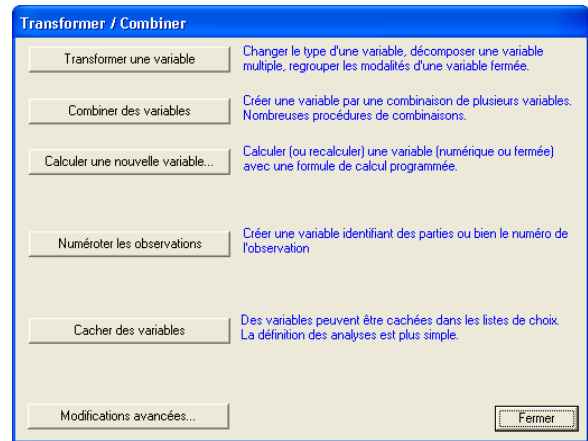 Transformer / Combiner
Transformer une variable
Changer le type d'une variable, décomposer une variable
multiple, regrouper les modalités d'une variable fermée.
Combiner des variables
Créer une variable par une combinaison de plusieurs variables.
Nombreuses procédures de combinaisons.
Calculer une nouvelle variable...
Calculer (ou recalculer) une variable (numérique ou fermée)
avec une formule de calcul programmée.
Numéroter les observations
Créer une variable identifiant des parties ou bien le numéro de
l'observation
Cacher des variables
Des variables peuvent être cachées dans les listes de choix.
La définition des analyses est plus simple.
Modifications avancées...
Fermer